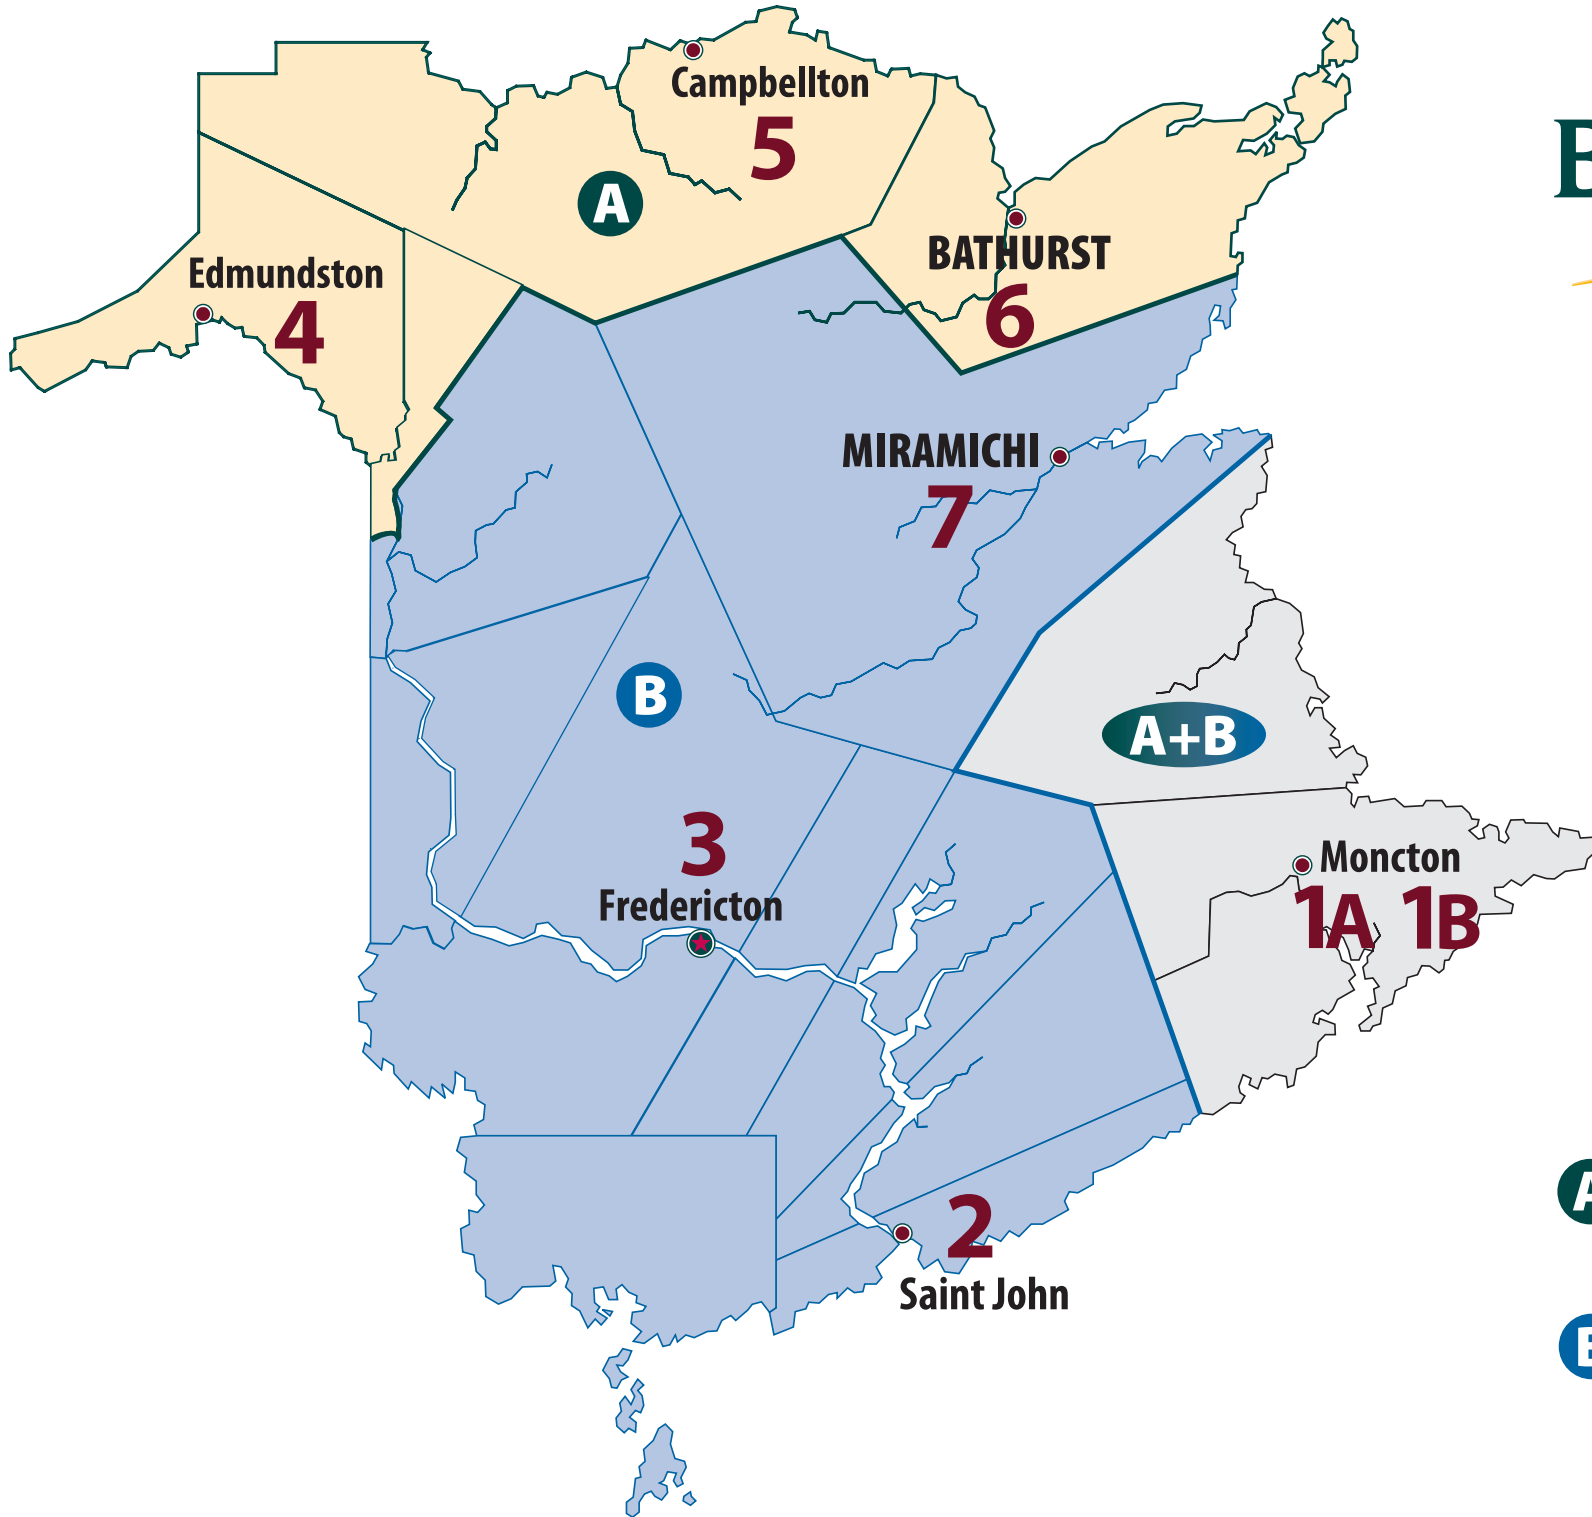 Campbellton
5
B
A
BATHURST
6
Edmundston
4
MIRAMICHI
7
B
A+B
3
Fredericton
Moncton
1A 1B
A
2
Saint John
B